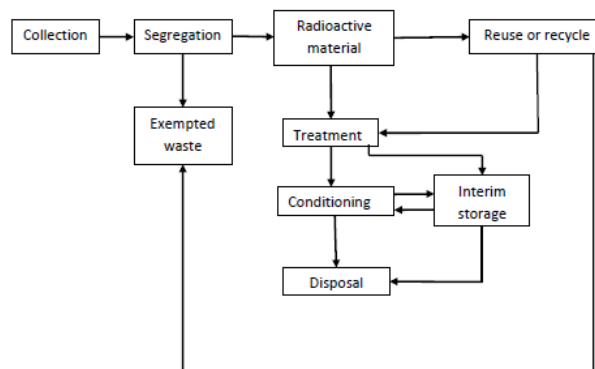 Collection
Segregation
Radioactive
material
Reuse or recycle
Exempted
waste
Treatment
Conditioning
Interim
storage
Disposal